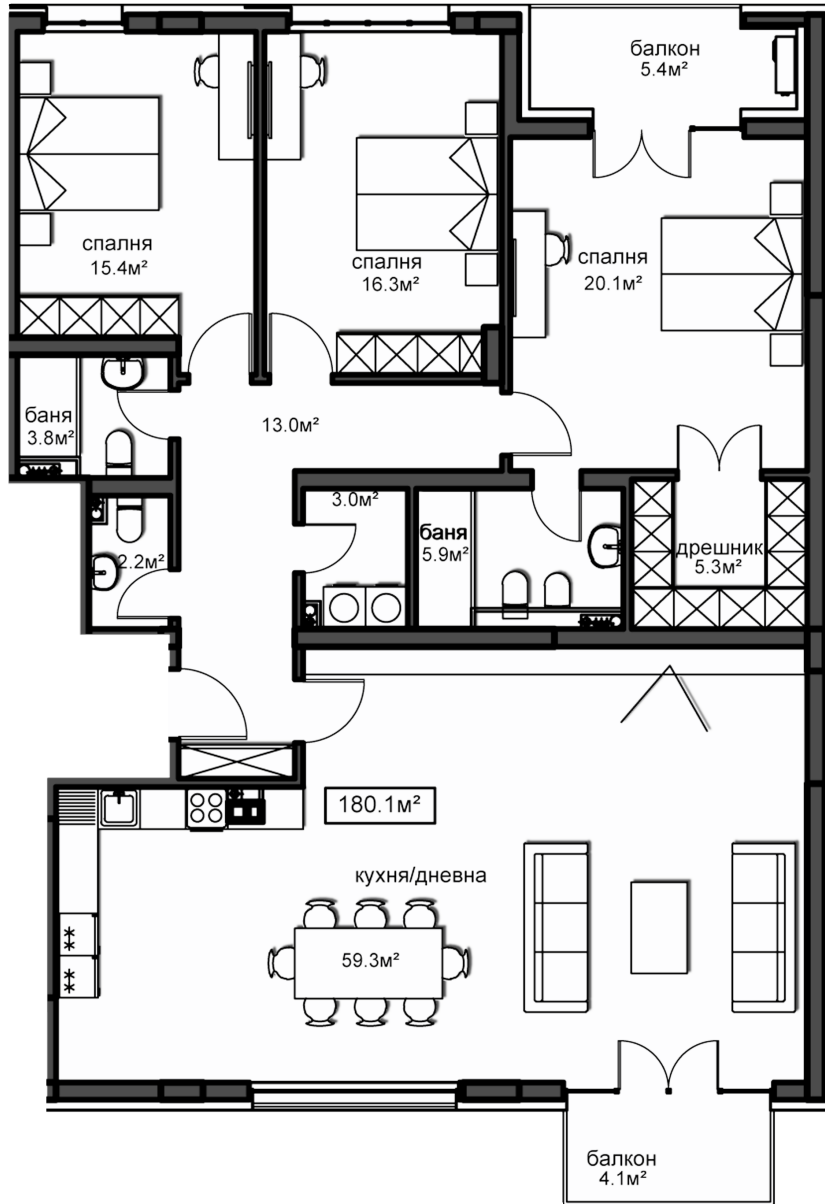 балкон
5.4м²
спалня
15.4м²
спалня
16.3м²
спалня
20.1м²
баня
3.8м²
13.0м²
3.0м²
баня
5.9м²
дрешник
5.3м²
2.2м²
180.1м²
кухня/дневна
59.3м²
балкон
4.1м²